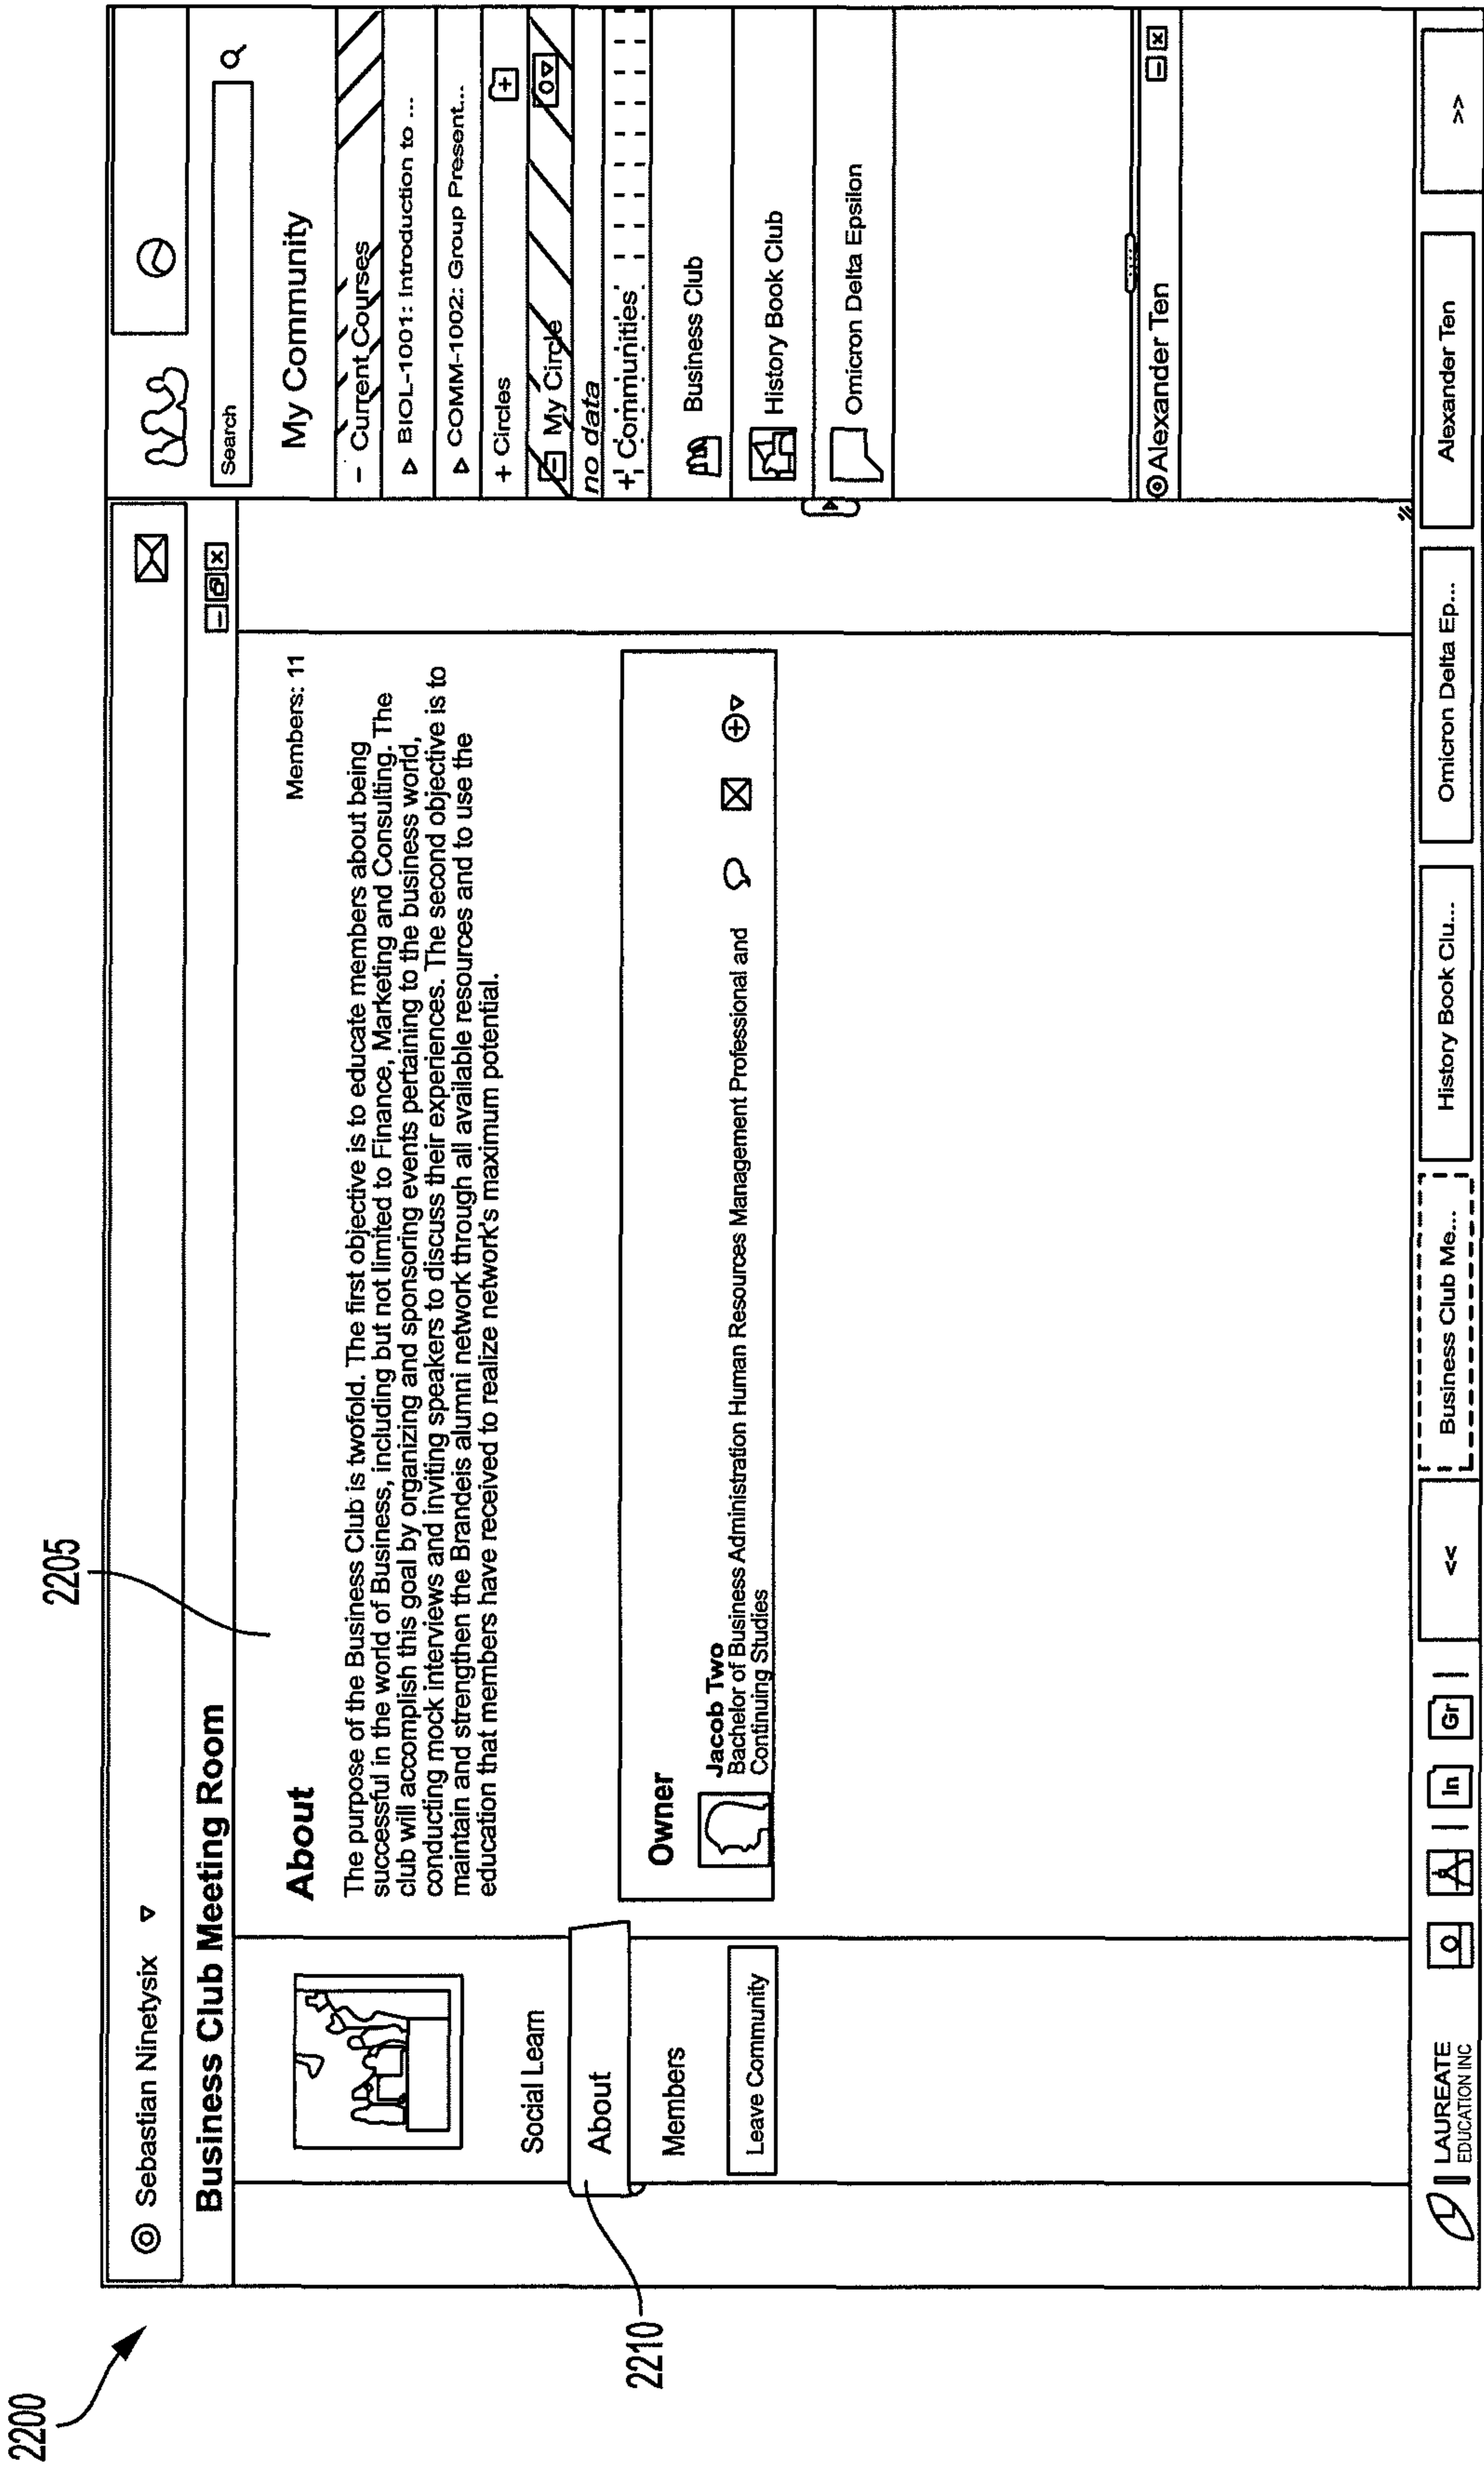 2200
2205
2210
Sebastian Ninetysix
Business Club Meeting Room
Social Learn
About
Members
Leave Community
About
Members: 11
The purpose of the Business Club is twofold. The first objective is to educate members about being
successful in the world of Business, including but not limited to Finance, Marketing and Consulting. The
club will accomplish this goal by organizing and sponsoring events pertaining to the business world,
conducting mock interviews and inviting speakers to discuss their experiences. The second objective is to
maintain and strengthen the Brandeis alumni network through all available resources and to use the
education that members have received to realize network's maximum potential.
Owner
Jacob Two
Bachelor of Business Administration Human Resources Management Professional and
Continuing Studies
Search
My Community
- Current Courses
BIOL-1001: Introduction to ...
COMM-1002: Group Present...
+ Circles
My Circle
no data
+ Communities
Business Club
History Book Club
Omicron Delta Epsilon
Alexander Ten
LAUREATE
EDUCATION INC
In
Gr
<<
Business Club Me...
History Book Clu...
Omicron Delta Ep...
Alexander Ten
>>